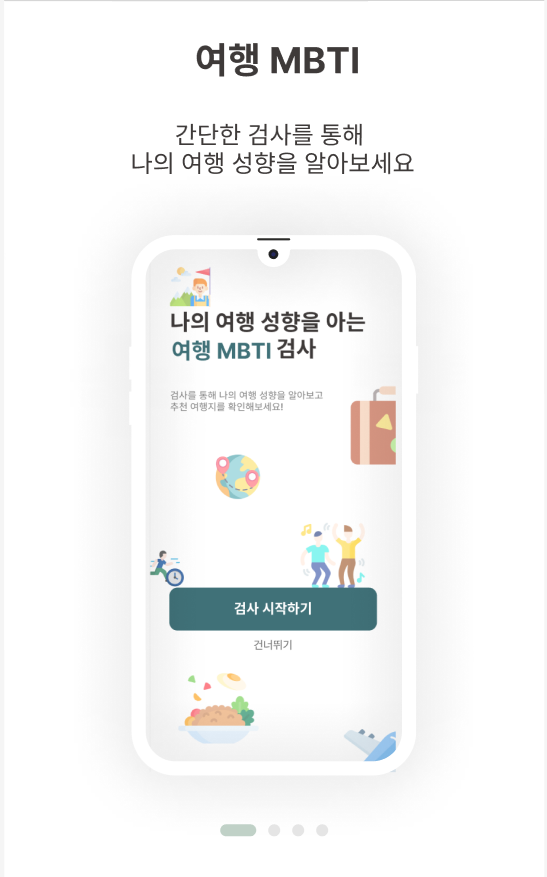 여행 MBTI
간단한 검사를 통해
나의 여행 성향을 알아보세요
나의 여행 성향을 아는
여행 MBTI 검사
검사를 통해 나의 여행 성향을 알아보고
추천 여행지를 확인해보세요!
검사 시작하기
건너뛰기